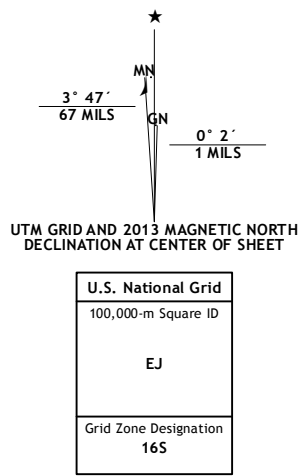 MN
3° 47´
67 MILS
GN
0° 2´
1 MILS
UTM GRID AND 2013 MAGNETIC NORTH
DECLINATION AT CENTER OF SHEET
U.S. National Grid
100,000-m Square ID
EJ
Grid Zone Designation
16S